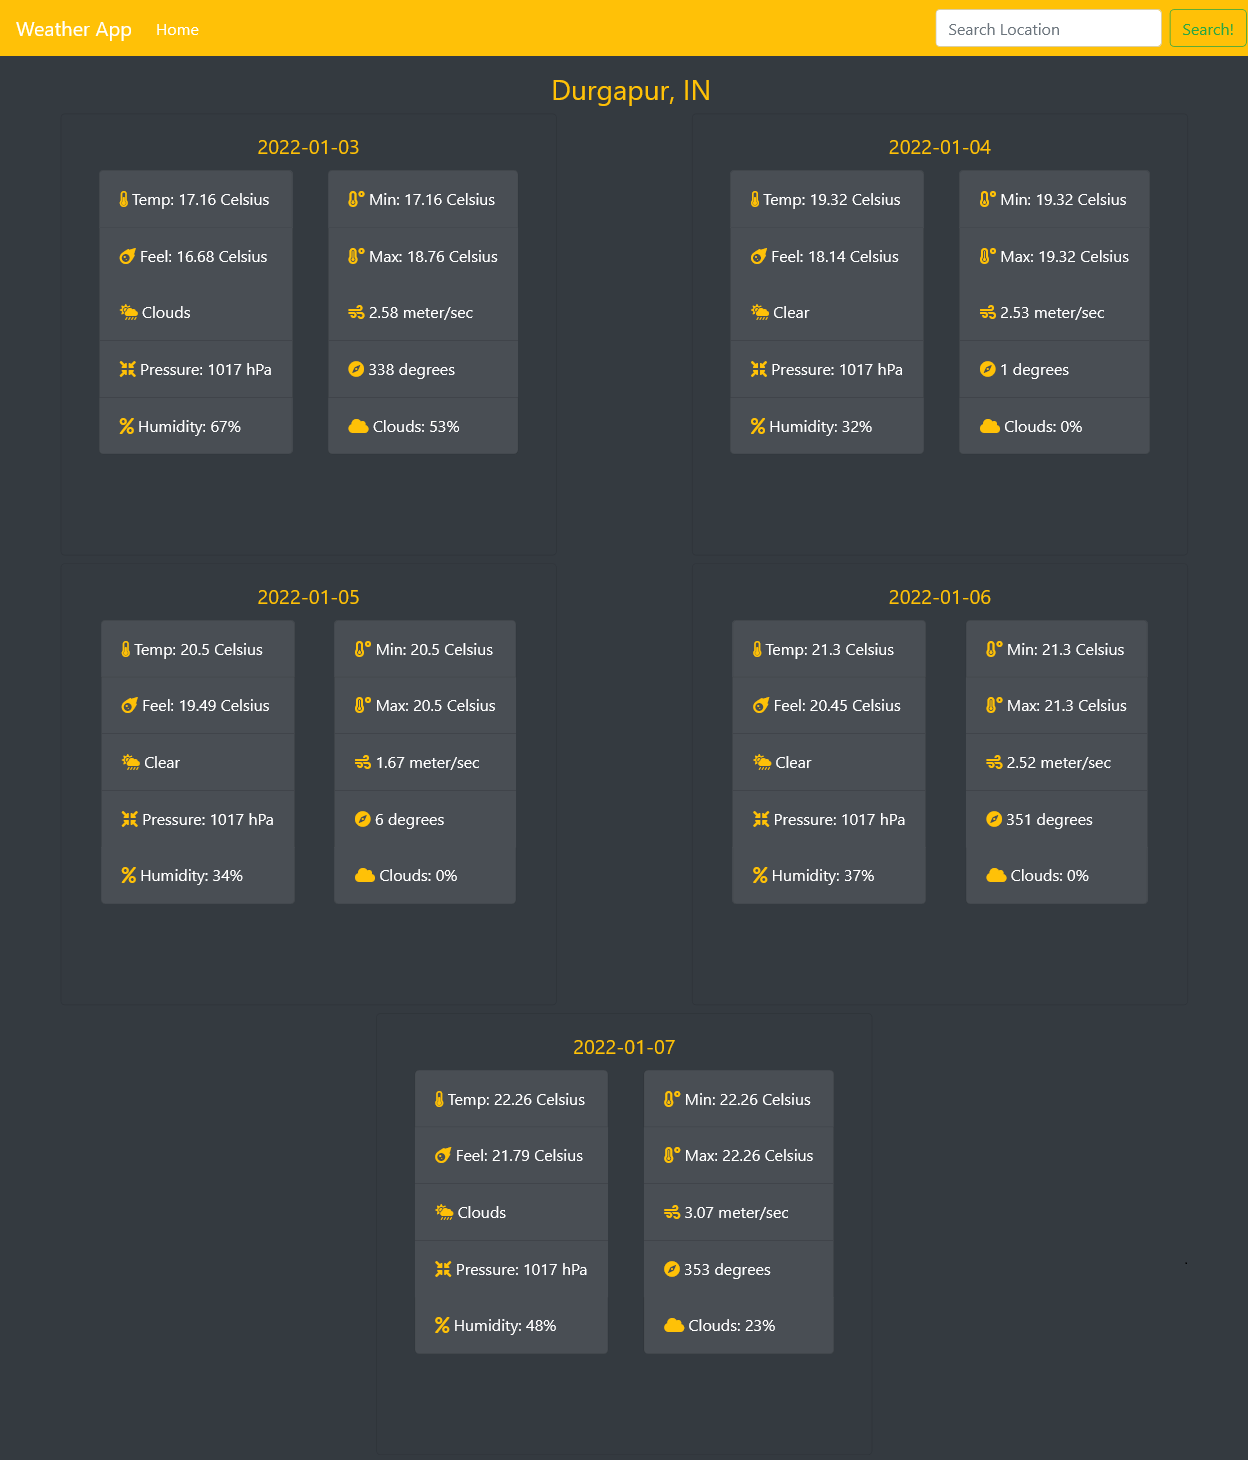 Weather App Home Search Location Search!
Durgapur, IN
2022-01-03
Temp: 17.16 Celsius
Feel: 16.68 Celsius
Clouds
Pressure: 1017 hPa
Humidity: 67%
Min: 17.16 Celsius
Max: 18.76 Celsius
2.58 meter/sec
338 degrees
Clouds: 53%
2022-01-04
Temp: 19.32 Celsius
Feel: 18.14 Celsius
Clear
Pressure: 1017 hPa
Humidity: 32%
Min: 19.32 Celsius
Max: 19.32 Celsius
2.53 meter/sec
1 degrees
Clouds: 0%
2022-01-05
Temp: 20.5 Celsius
Feel: 19.49 Celsius
Clear
Pressure: 1017 hPa
Humidity: 34%
Min: 20.5 Celsius
Max: 20.5 Celsius
1.67 meter/sec
6 degrees
Clouds: 0%
2022-01-06
Temp: 21.3 Celsius
Feel: 20.45 Celsius
Clear
Pressure: 1017 hPa
Humidity: 37%
Min: 21.3 Celsius
Max: 21.3 Celsius
2.52 meter/sec
351 degrees
Clouds: 0%
2022-01-07
Temp: 22.26 Celsius
Feel: 21.79 Celsius
Clouds
Pressure: 1017 hPa
Humidity: 48%
Min: 22.26 Celsius
Max: 22.26 Celsius
3.07 meter/sec
353 degrees
Clouds: 23%